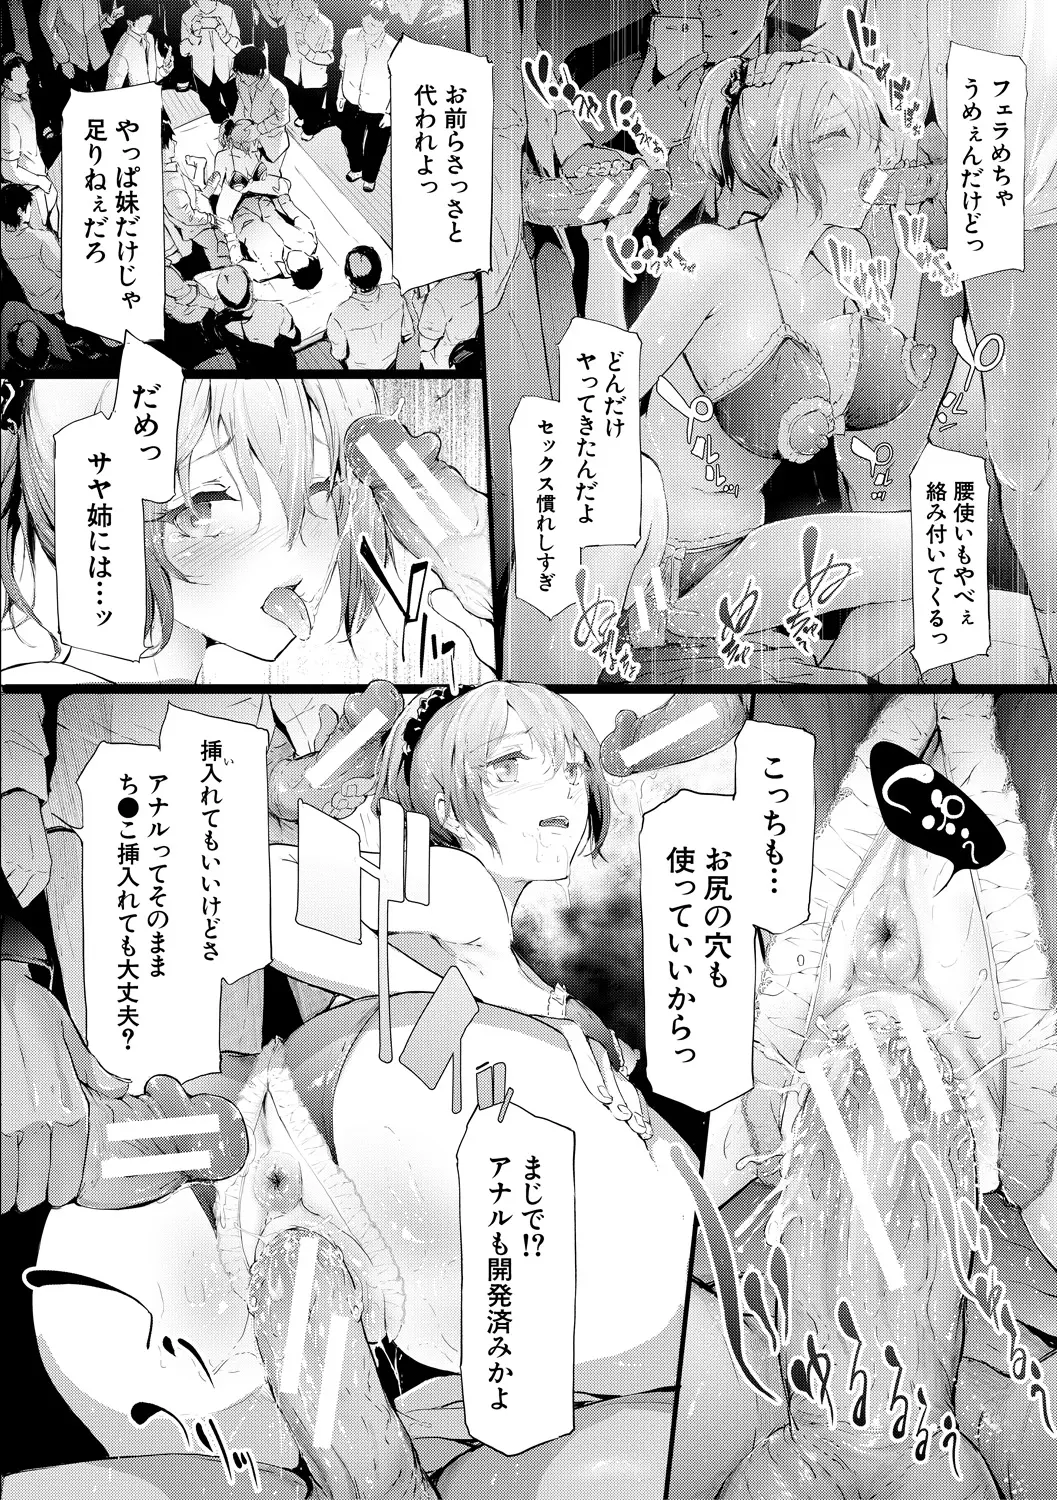 フェラめちゃ
うめぇんだけどっ
腰使いもやべぇ
絡み付いてくるっ
どんだけ
ヤってきたんだよ
セックス慣れしすぎ
お前らさっさと
代われよっ
やっぱ妹だけじゃ
足りねぇだろ
だめっ
サヤ姉には…ッ
こっちも…
お尻の穴も
使っていいからっ
挿入れてもいいけどさ
い
アナルってそのまま
ち●こ挿入れても大丈夫?
まじで!?
アナルも開発済みかよ